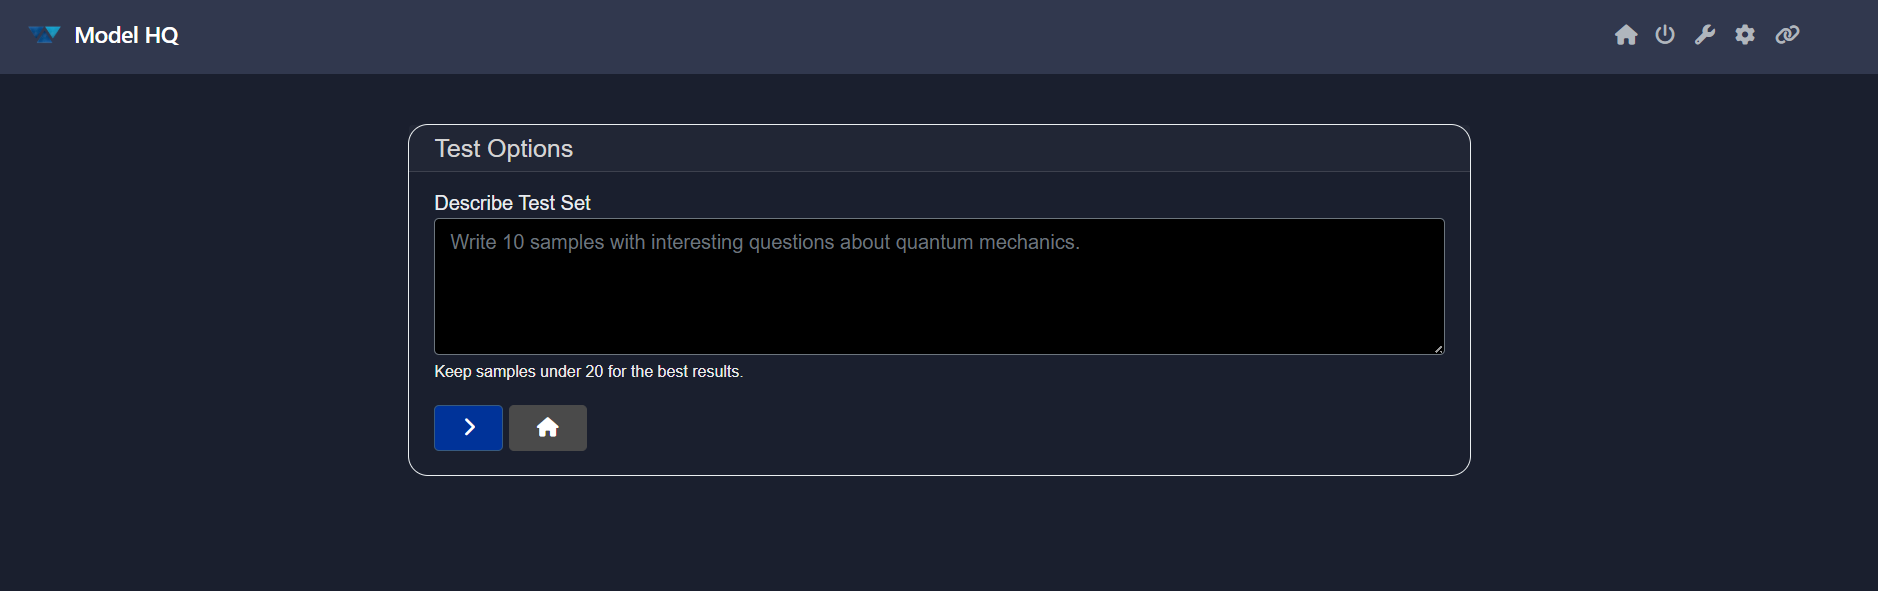 Model HQ
Test Options
Describe Test Set
Write 10 samples with interesting questions about quantum mechanics.
Keep samples under 20 for the best results.